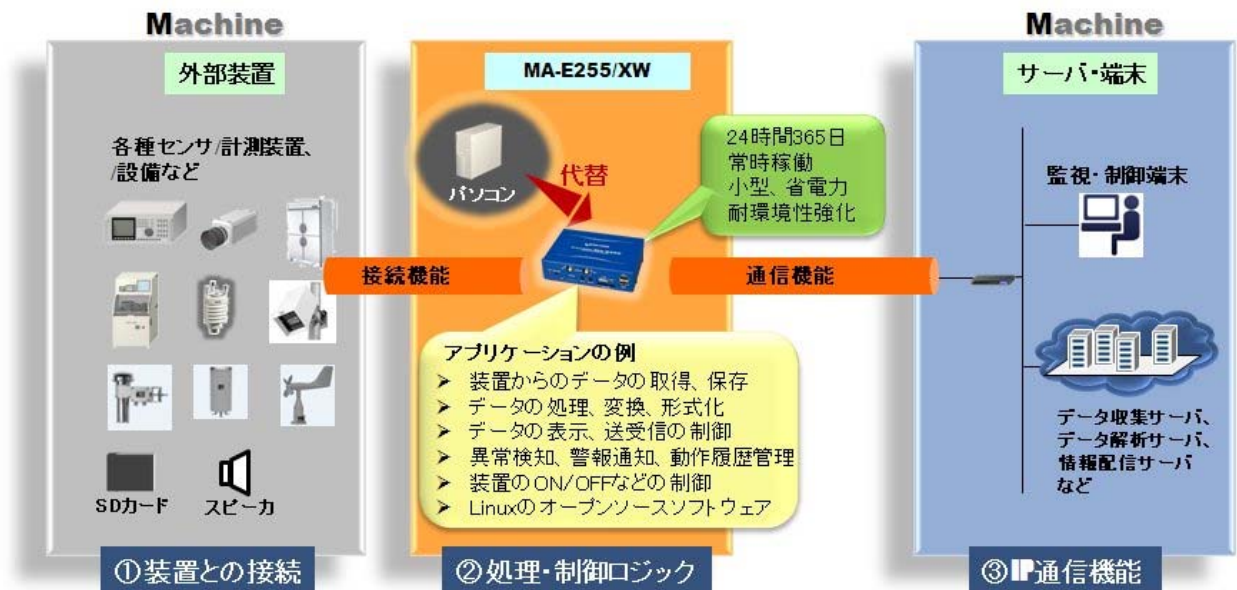 Machine
外部装置
各種センサ/計測装置、
/設備など
SDカード
スピーカ
①装置との接続
MA-E255/XW
パソコン
代替
24時間365日
常時稼働
小型、省電力
耐環境性強化
接続機能
通信機能
アプリケーションの例
➢ 装置からのデータの取得、保存
➢ データの処理、変換、形式化
➢ データの表示、送受信の制御
➢ 異常検知、警報通知、動作履歴管理
➢ 装置のON/OFFなどの制御
➢ Linuxのオープンソースソフトウェア
②処理・制御ロジック
Machine
サーバ・端末
監視・制御端末
データ収集サーバ、
データ解析サーバ、
情報配信サーバ
など
③IP通信機能